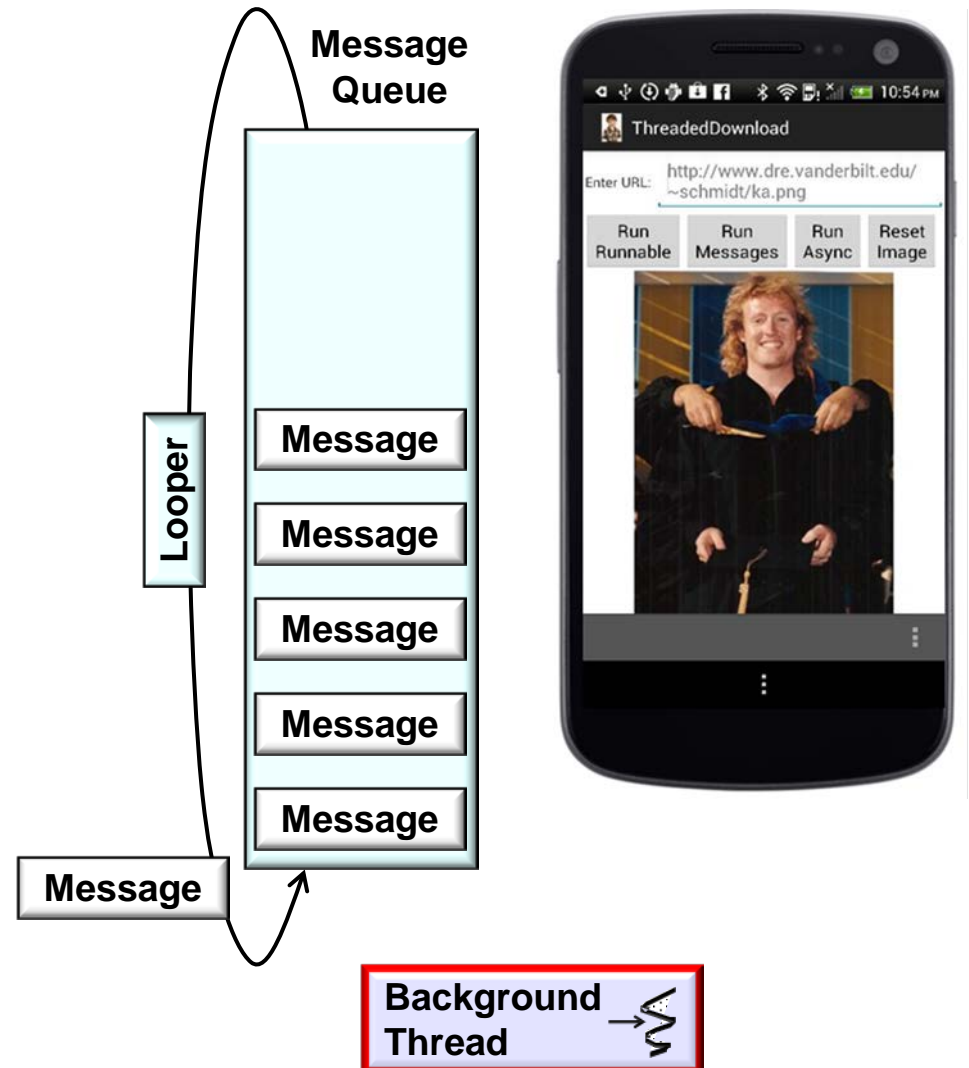 Message
Queue
Looper
Message
Message
Message
Message
Message
Message
Background
Thread
10:54 PM
ThreadedDownload
Enter URL:
http://www.dre.vanderbilt.edu/
~schmidt/ka.png
Run
Runnable
Run
Messages
Run
Async
Reset
Image